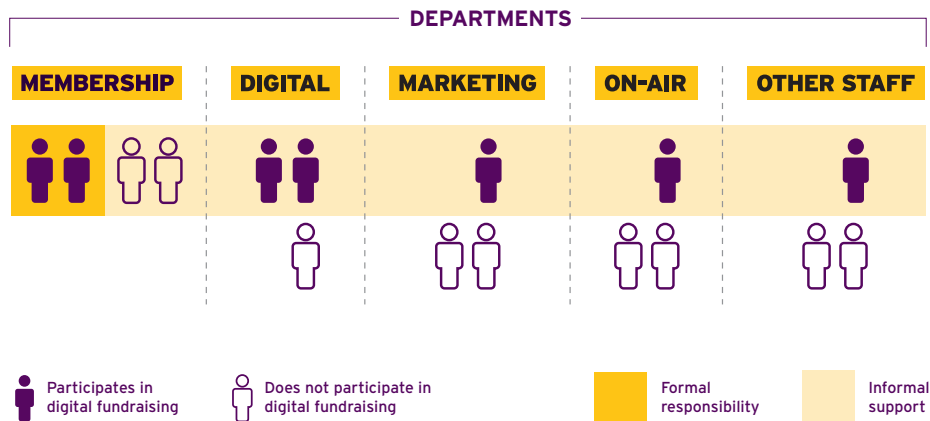 DEPARTMENTS
MEMBERSHIP
DIGITAL
MARKETING
ON-AIR
OTHER STAFF
Participates in
digital fundraising
Does not participate in
digital fundraising
Formal
responsibility
Informal
support